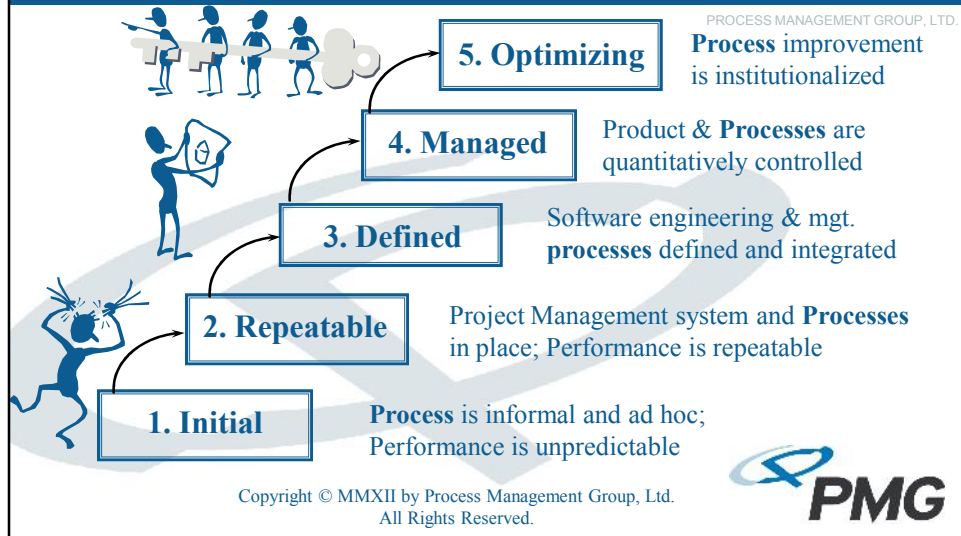 PROCESS MANAGEMENT GROUP, LTD.
5. Optimizing
Process improvement
is institutionalized
4. Managed
Product & Processes are
quantitatively controlled
3. Defined
Software engineering & mgt.
processes defined and integrated
2. Repeatable
Project Management system and Processes
in place; Performance is repeatable
1. Initial
Process is informal and ad hoc;
Performance is unpredictable
Copyright © MMXII by Process Management Group, Ltd.
All Rights Reserved.
PMG